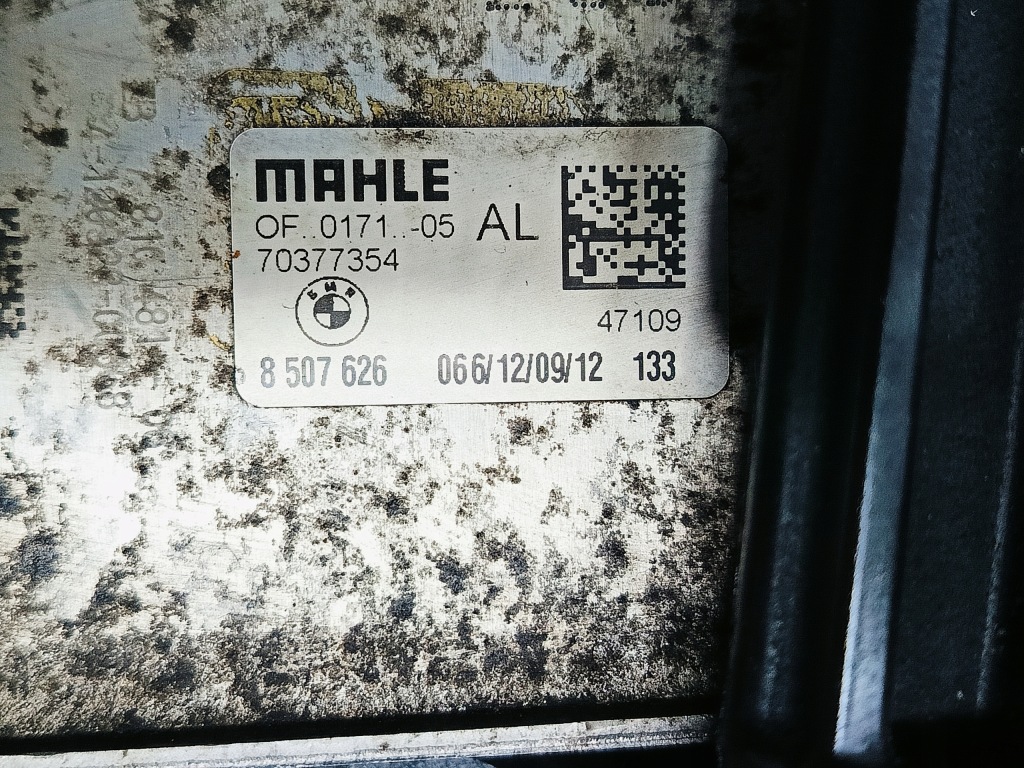 MAHLE
OF..0171..-05 AL
70377354
BMW
47109
8 507 626 066/12/09/12 133